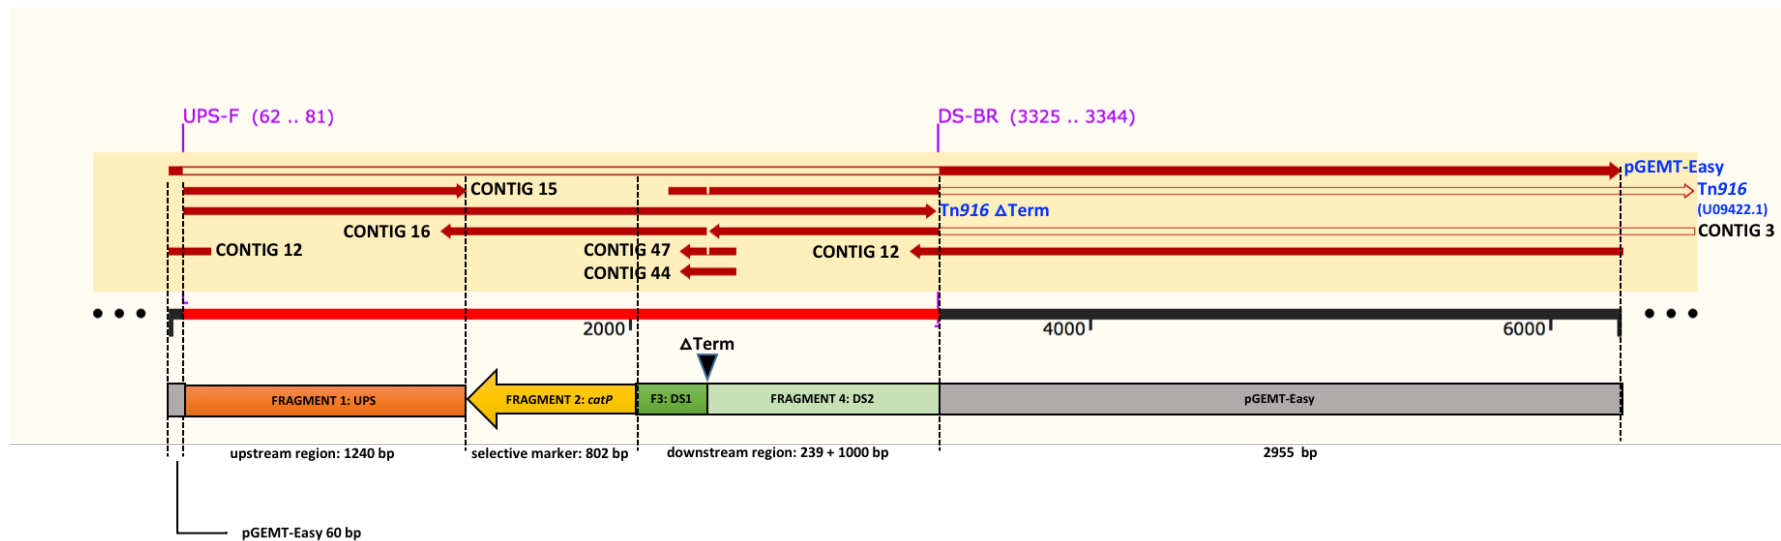 UPS-F (62 .. 81)
DS-BR (3325 .. 3344)
pGEMT-Easy
CONTIG 15
Tn916
Tn916 ΔTerm
(U09422.1)
CONTIG 16
CONTIG 3
CONTIG 12
CONTIG 47
CONTIG 12
CONTIG 44
2000
4000
6000
ΔTerm
FRAGMENT 1: UPS
FRAGMENT 2: catP
F3: DS1
FRAGMENT 4: DS2
pGEMT-Easy
upstream region: 1240 bp
selective marker: 802 bp
downstream region: 239 + 1000 bp
2955 bp
pGEMT-Easy 60 bp